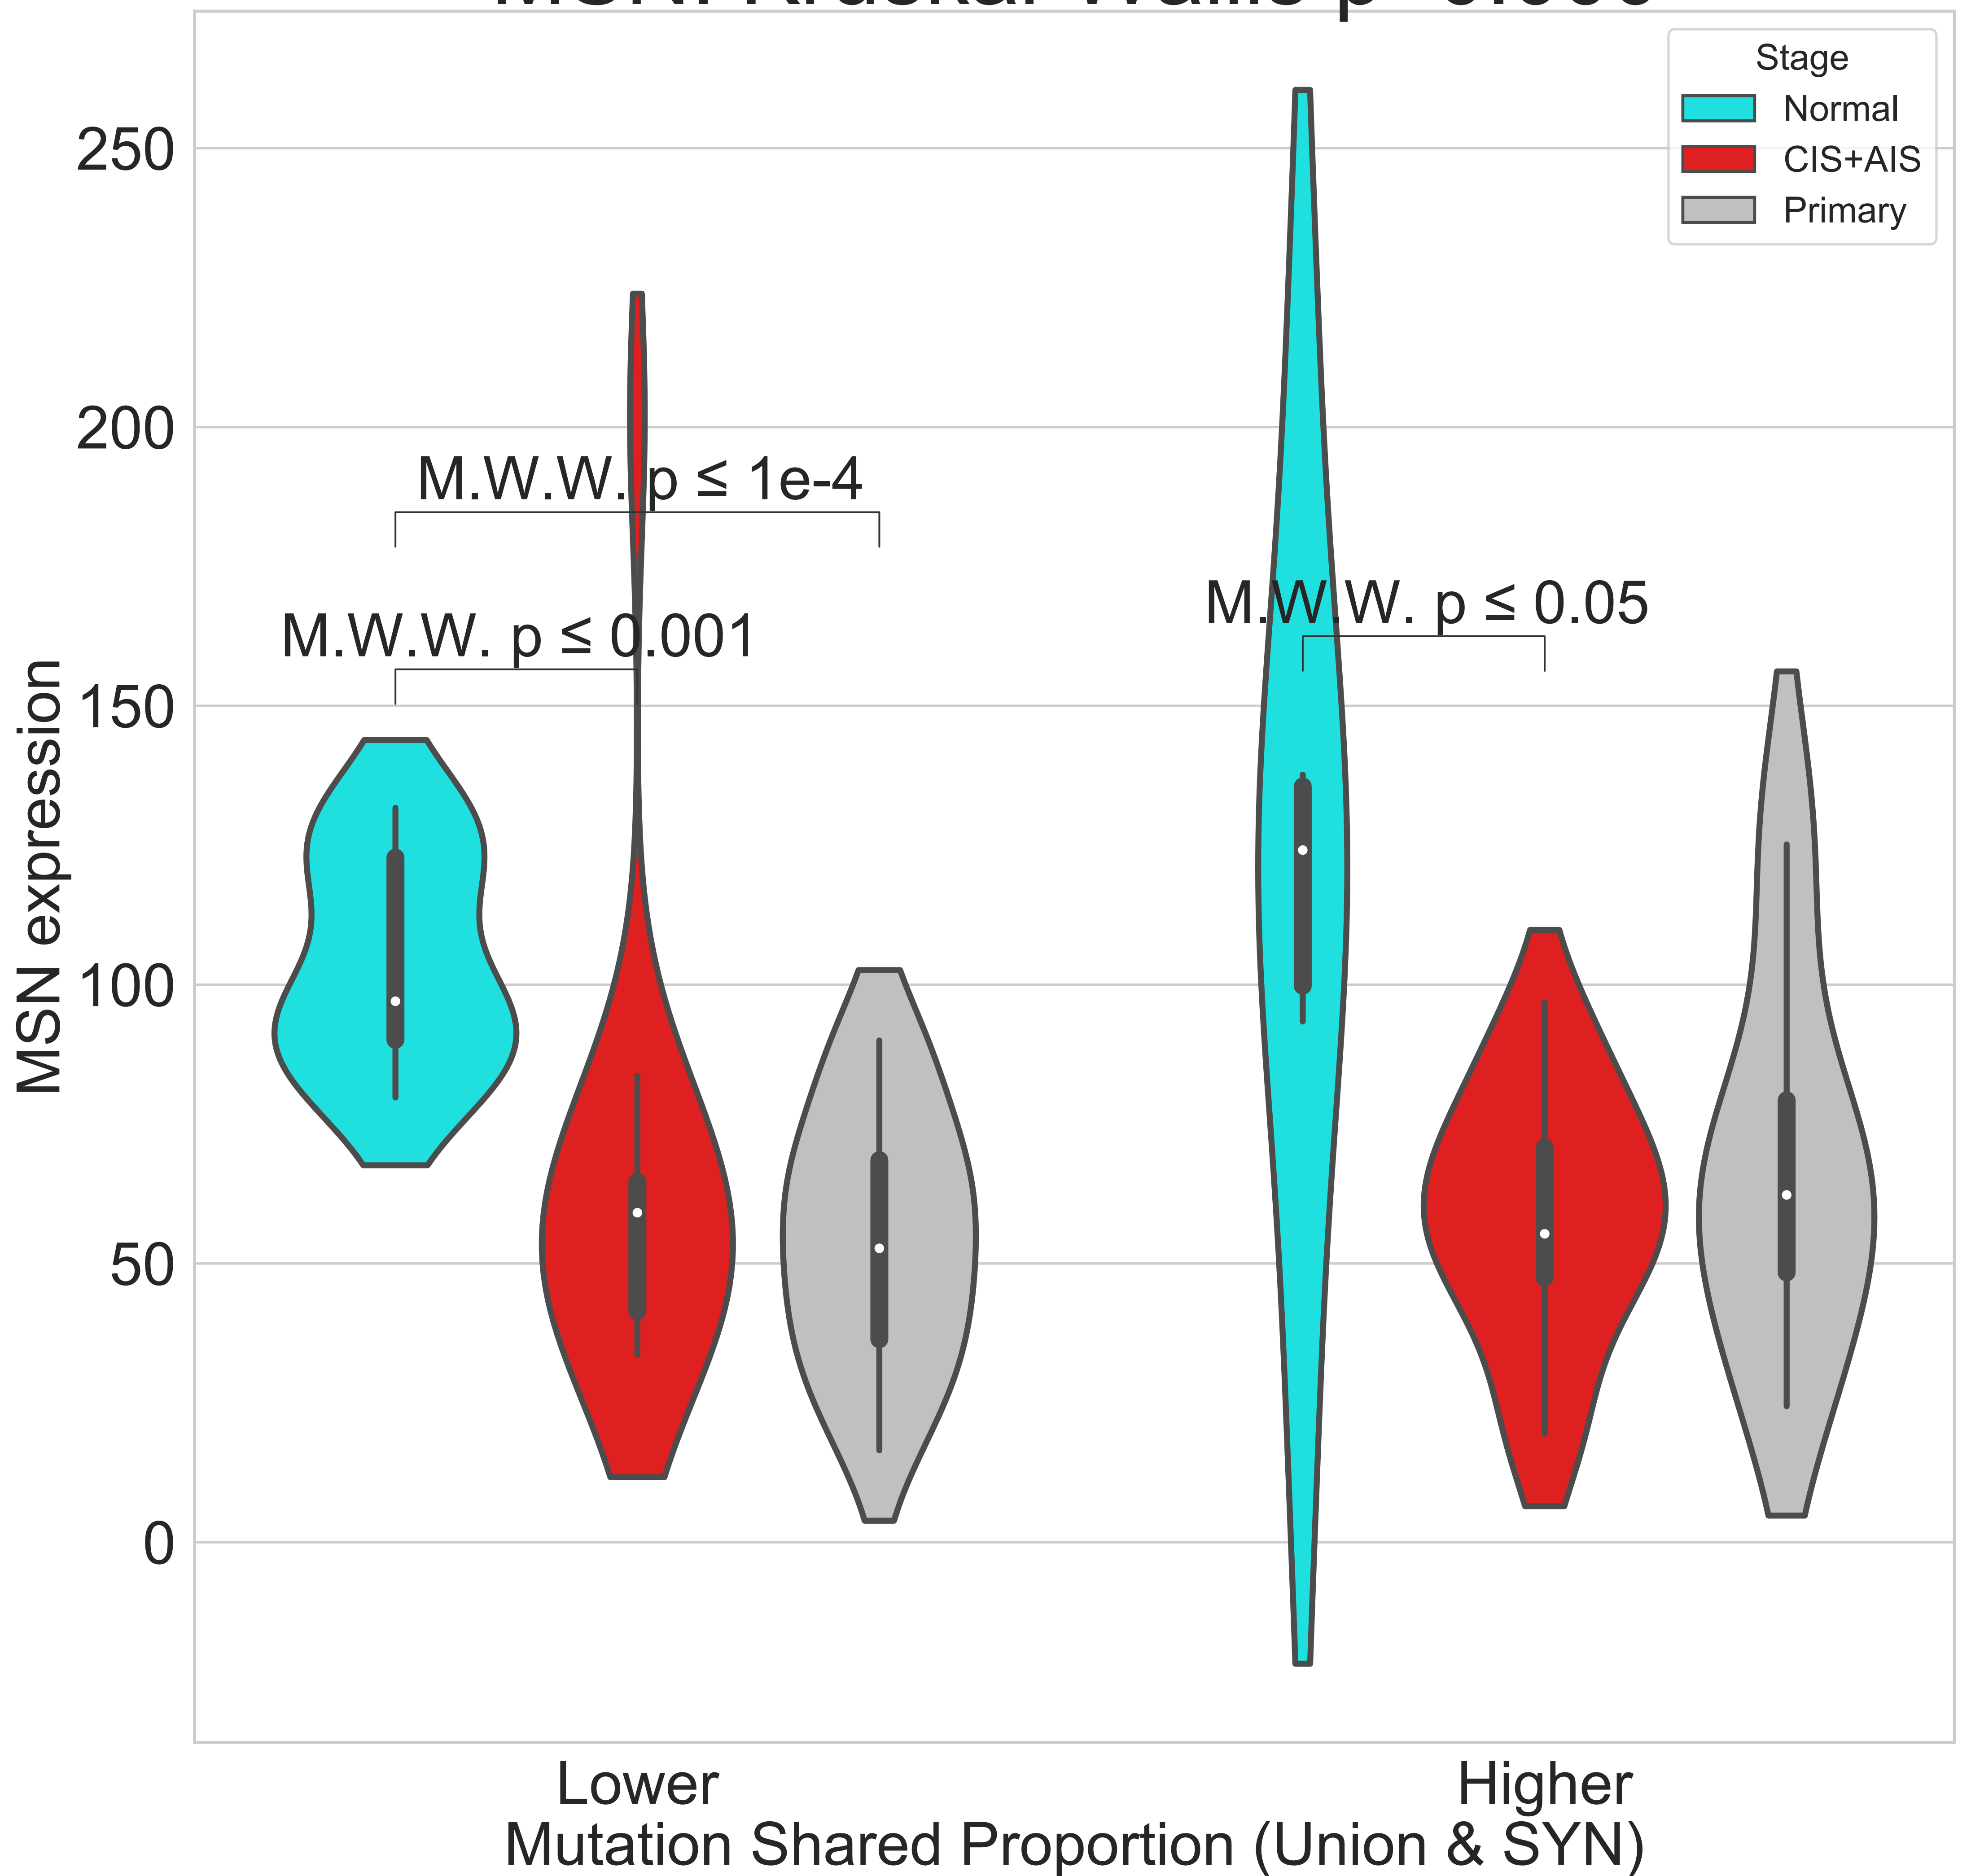 Stage
Normal
CIS+AIS
Primary
250
200
150
100
50
0
MSN expression
M.W.W. p ≤ 1e-4
M.W.W. p ≤ 0.001
M.W.W. p ≤ 0.05
Lower
Higher
Mutation Shared Proportion (Union & SYN)